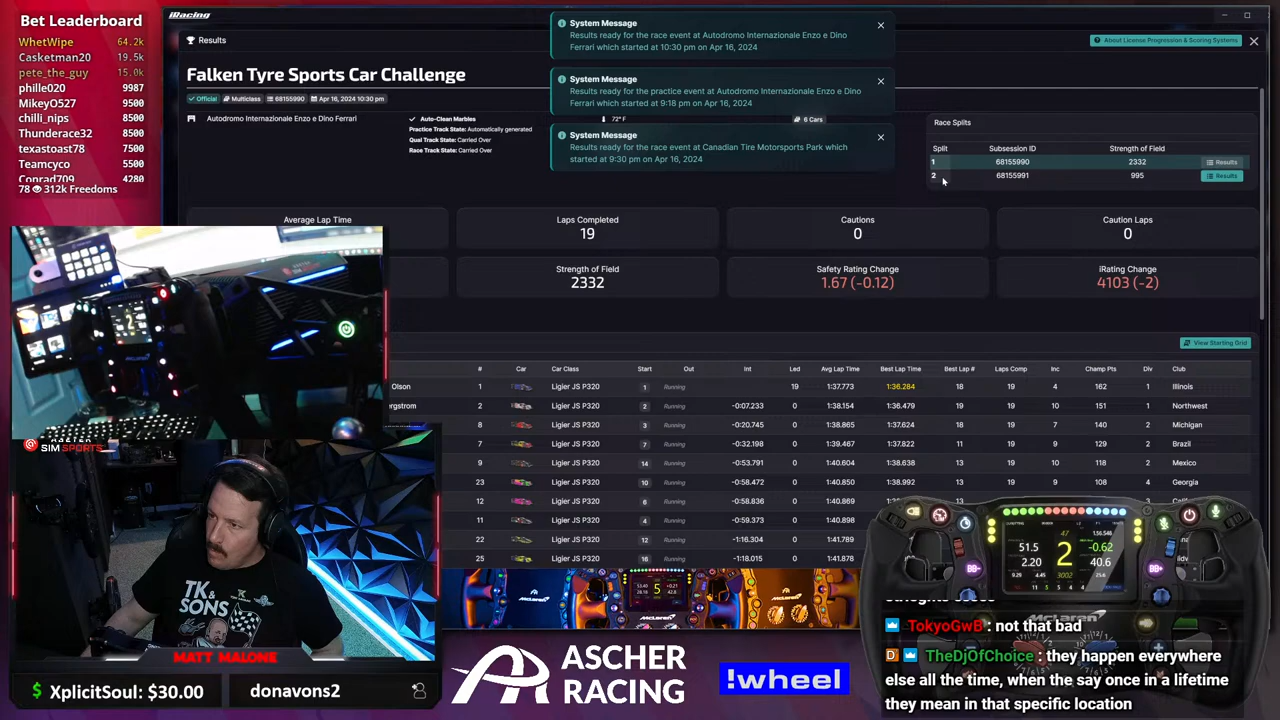 Bet Leaderboard
WhetWipe 64.2k
Casketman20 19.5k
pete_the_guy 15.0k
phille020 9987
MikeyO527 9500
chilli_nips 8500
Thunderace32 8500
texastoast78 7500
Teamcyco 5500
Conrad709 4280
78 312k Freedoms
iRacing
Results
About License Progression & Scoring Systems
Falken Tyre Sports Car Challenge
Official Multiclass 68155990 Apr 16, 2024 10:30 pm
Autodromo Internazionale Enzo e Dino Ferrari
Auto-Clean Marbles
Practice Track State: Automatically generated
Qual Track State: Carried Over
Race Track State: Carried Over
72° F
6 Cars
System Message
Results ready for the race event at Autodromo Internazionale Enzo e Dino
Ferrari which started at 10:30 pm on Apr 16, 2024
System Message
Results ready for the practice event at Autodromo Internazionale Enzo e Dino
Ferrari which started at 9:18 pm on Apr 16, 2024
System Message
Results ready for the race event at Canadian Tire Motorsports Park which
started at 9:30 pm on Apr 16, 2024
Race Splits
Split Subsession ID Strength of Field
1 68155990 2332 Results
2 68155991 995 Results
Average Lap Time
Laps Completed
19
Cautions
0
Caution Laps
0
Strength of Field
2332
Safety Rating Change
1.67 (-0.12)
iRating Change
4103 (-2)
View Starting Grid
# Car Car Class Start Out Int Led Avg Lap Time Best Lap Time Best Lap # Laps Comp Inc Champ Pts Div Club
Olson 1 Ligier JS P320 1 Running 19 1:37.773 1:36.284 18 19 4 162 1 Illinois
ergstrom 2 Ligier JS P320 2 Running -0:07.233 0 1:38.154 1:36.479 19 19 10 151 1 Northwest
8 Ligier JS P320 3 Running -0:20.745 0 1:38.865 1:37.624 18 19 7 140 2 Michigan
7 Ligier JS P320 7 Running -0:32.198 0 1:39.467 1:37.822 11 19 9 129 2 Brazil
9 Ligier JS P320 14 Running -0:53.791 0 1:40.604 1:38.638 13 19 10 118 2 Mexico
23 Ligier JS P320 10 Running -0:58.472 0 1:40.850 1:38.992 13 19 9 108 4 Georgia
12 Ligier JS P320 6 Running -0:58.836 0 1:40.869
11 Ligier JS P320 4 Running -0:59.373 0 1:40.898
22 Ligier JS P320 12 Running -1:16.304 0 1:41.789
25 Ligier JS P320 16 Running -1:18.015 0 1:41.878
SIM SPORTS
TK &
& SONS
MATT MALONE
$ XplicitSoul: $30.00
donavons2
ASCHER
RACING
!wheel
47 1:56.546
51.5 2 -0.62
2.20 40.6
3002
McLaren
TokyoGwB : not that bad
TheDjOfChoice : they happen everywhere
else all the time, when the say once in a lifetime
they mean in that specific location